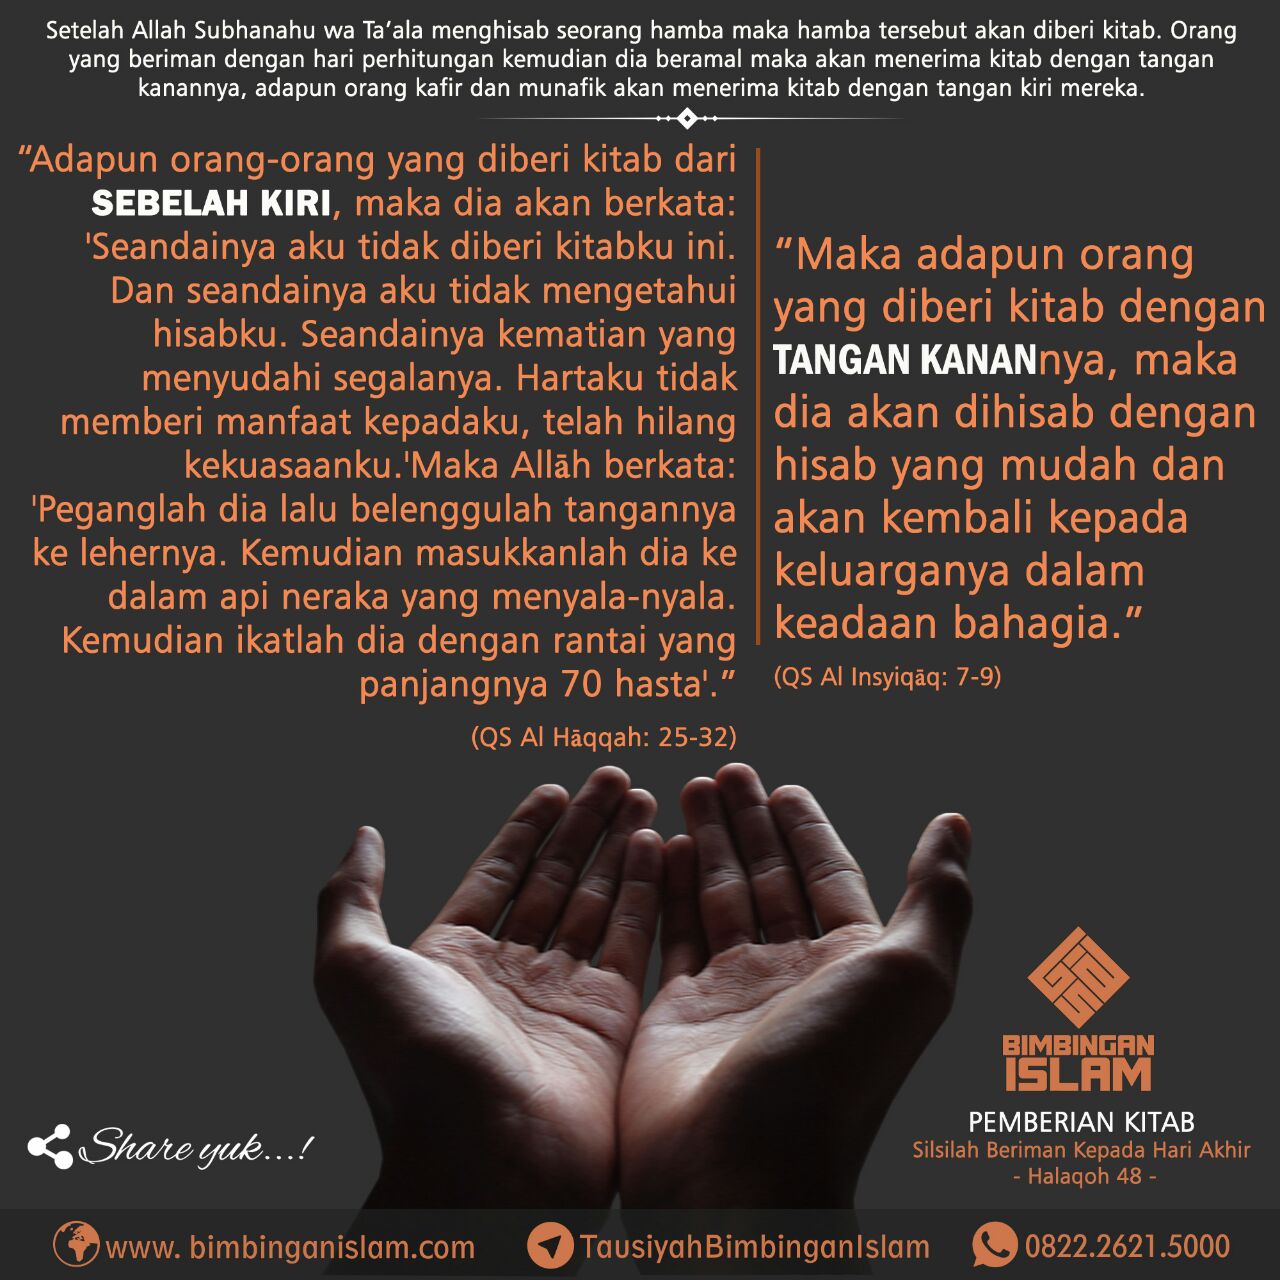 Setelah Allah Subhanahu wa Ta’ala menghisab seorang hamba maka hamba tersebut akan diberi kitab. Orang
yang beriman dengan hari perhitungan kemudian dia beramal maka akan menerima kitab dengan tangan
kanannya, adapun orang kafir dan munafik akan menerima kitab dengan tangan kiri mereka.
“Adapun orang-orang yang diberi kitab dari
SEBELAH KIRI, maka dia akan berkata:
'Seandainya aku tidak diberi kitabku ini.
Dan seandainya aku tidak mengetahui
hisabku. Seandainya kematian yang
menyudahi segalanya. Hartaku tidak
memberi manfaat kepadaku, telah hilang
kekuasaanku.'Maka Allāh berkata:
'Peganglah dia lalu belenggulah tangannya
ke lehernya. Kemudian masukkanlah dia ke
dalam api neraka yang menyala-nyala.
Kemudian ikatlah dia dengan rantai yang
panjangnya 70 hasta'.”
(QS Al Hāqqah: 25-32)
“Maka adapun orang
yang diberi kitab dengan
TANGAN KANANnya, maka
dia akan dihisab dengan
hisab yang mudah dan
akan kembali kepada
keluarganya dalam
keadaan bahagia.”
(QS Al Insyiqāq: 7-9)
BIMBINGAN
ISLAM
PEMBERIAN KITAB
Silsilah Beriman Kepada Hari Akhir
- Halaqoh 48 -
Share yuk...!
www. bimbinganislam.com
TausiyahBimbinganIslam
0822.2621.5000